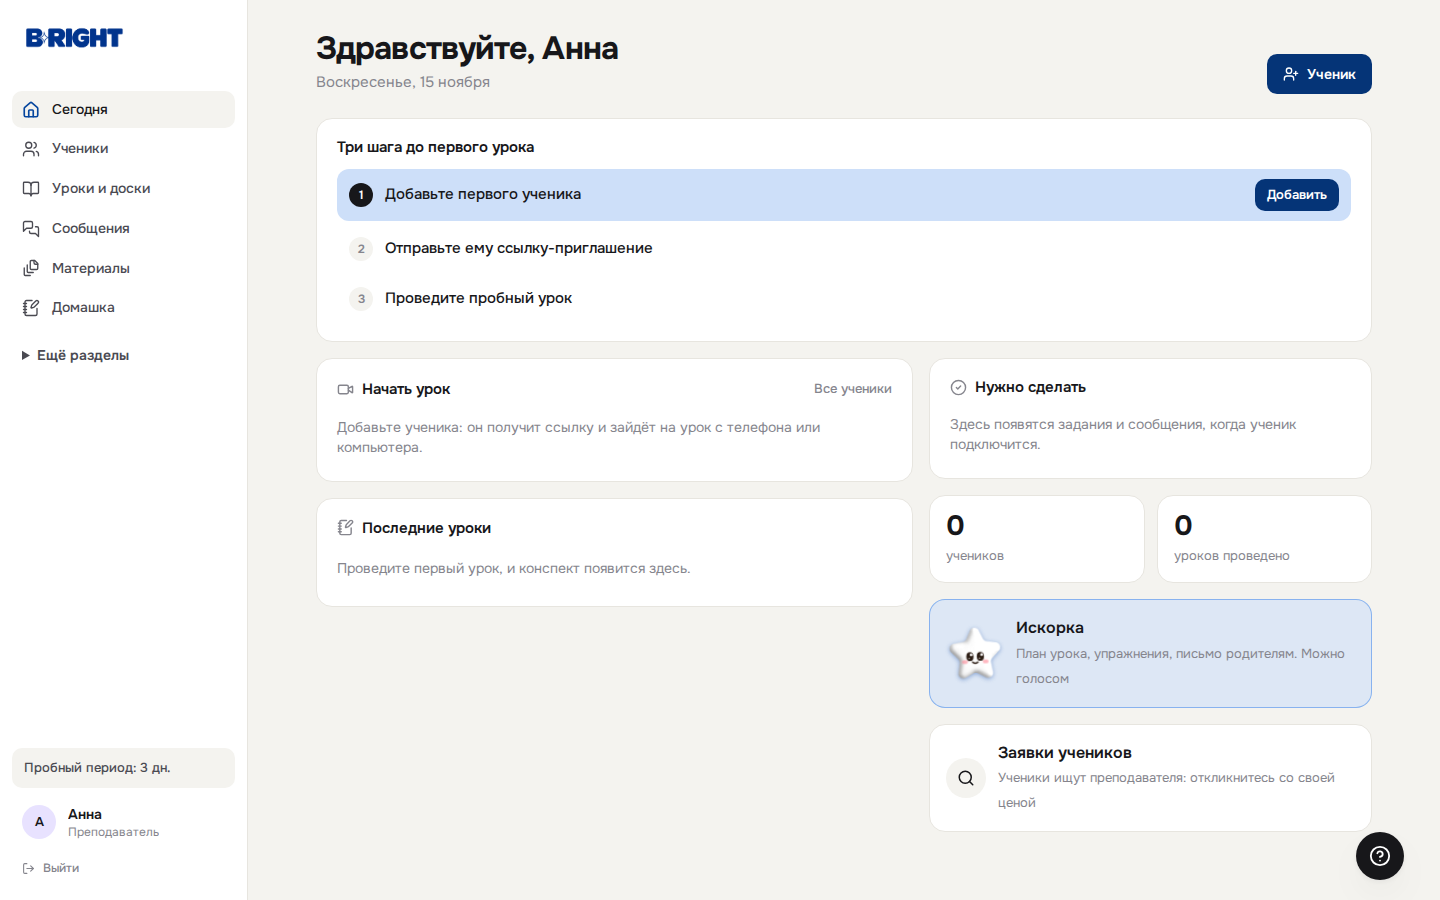 BRIGHT
Сегодня
Ученики
Уроки и доски
Сообщения
Материалы
Домашка
Ещё разделы
Пробный период: 3 дн.
А
Анна
Преподаватель
Выйти
Здравствуйте, Анна
Воскресенье, 15 ноября
Ученик
Три шага до первого урока
1
Добавьте первого ученика
Добавить
2
Отправьте ему ссылку-приглашение
3
Проведите пробный урок
Начать урок
Все ученики
Добавьте ученика: он получит ссылку и зайдёт на урок с телефона или
компьютера.
Последние уроки
Проведите первый урок, и конспект появится здесь.
Нужно сделать
Здесь появятся задания и сообщения, когда ученик
подключится.
0
учеников
0
уроков проведено
Искорка
План урока, упражнения, письмо родителям. Можно
голосом
Заявки учеников
Ученики ищут преподавателя: откликнитесь со своей
ценой